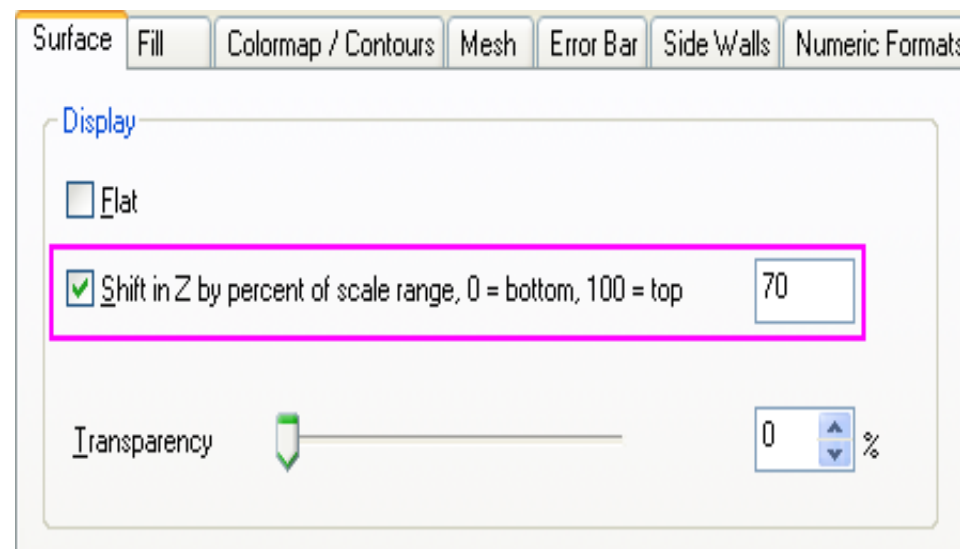 Surface Fill Colormap / Contours Mesh Error Bar Side Walls Numeric Formats
Display
Flat
Shift in Z by percent of scale range, 0 = bottom, 100 = top 70
Transparency 0 %